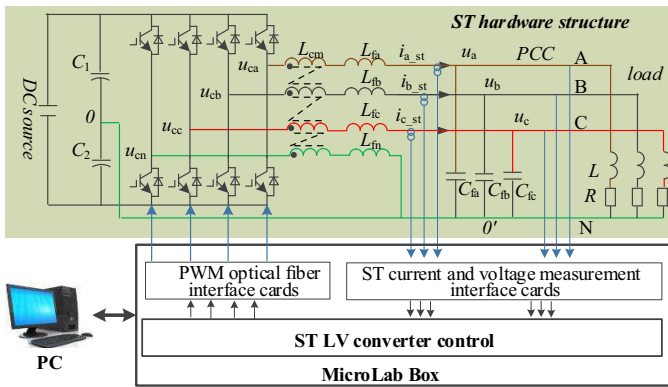 ST hardware structure
DC source
C1
0
C2
uca
ucb
ucc
ucn
Lcm
Lfa
Lfb
Lfc
Lfn
ia_st
ib_st
ic_st
ua
ub
uc
PCC
A
B
C
load
L
R
Cfa
Cfb
Cfc
0'
N
PWM optical fiber
interface cards
ST current and voltage measurement
interface cards
ST LV converter control
MicroLab Box
PC